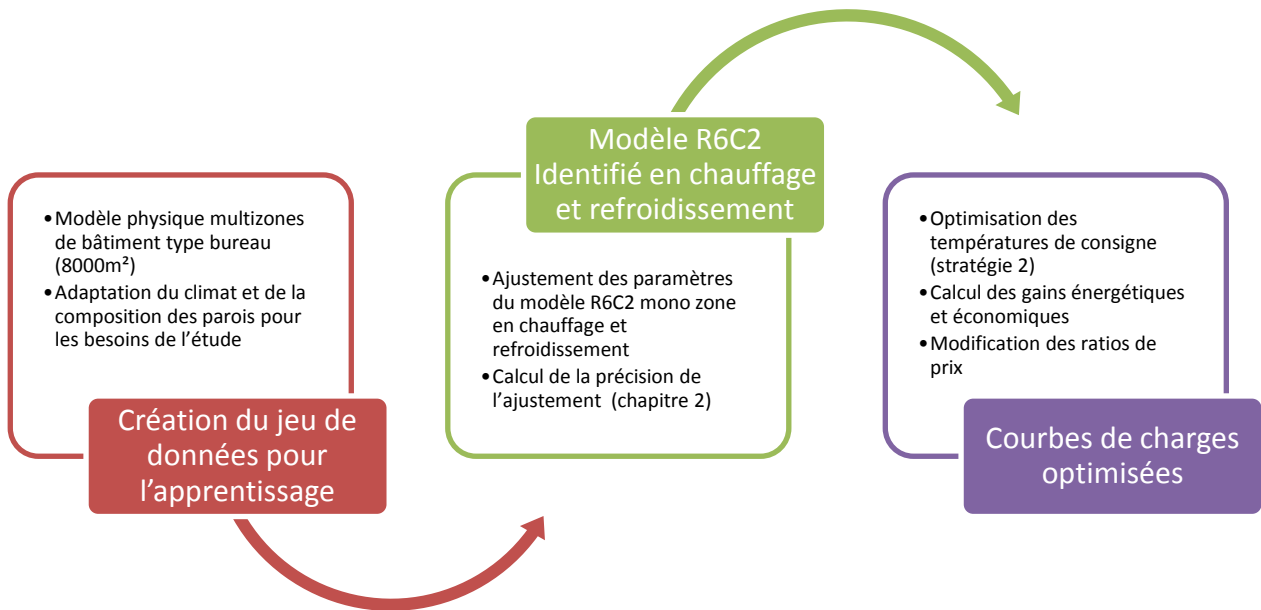 •Modèle physique multizones
de bâtiment type bureau
(8000m²)
•Adaptation du climat et de la
composition des parois pour
les besoins de l’étude
Création du jeu de
données pour
l’apprentissage
Modèle R6C2
Identifié en chauffage
et refroidissement
•Ajustement des paramètres
du modèle R6C2 mono zone
en chauffage et
refroidissement
•Calcul de la précision de
l’ajustement (chapitre 2)
•Optimisation des
températures de consigne
(stratégie 2)
•Calcul des gains énergétiques
et économiques
•Modification des ratios de
prix
Courbes de charges
optimisées